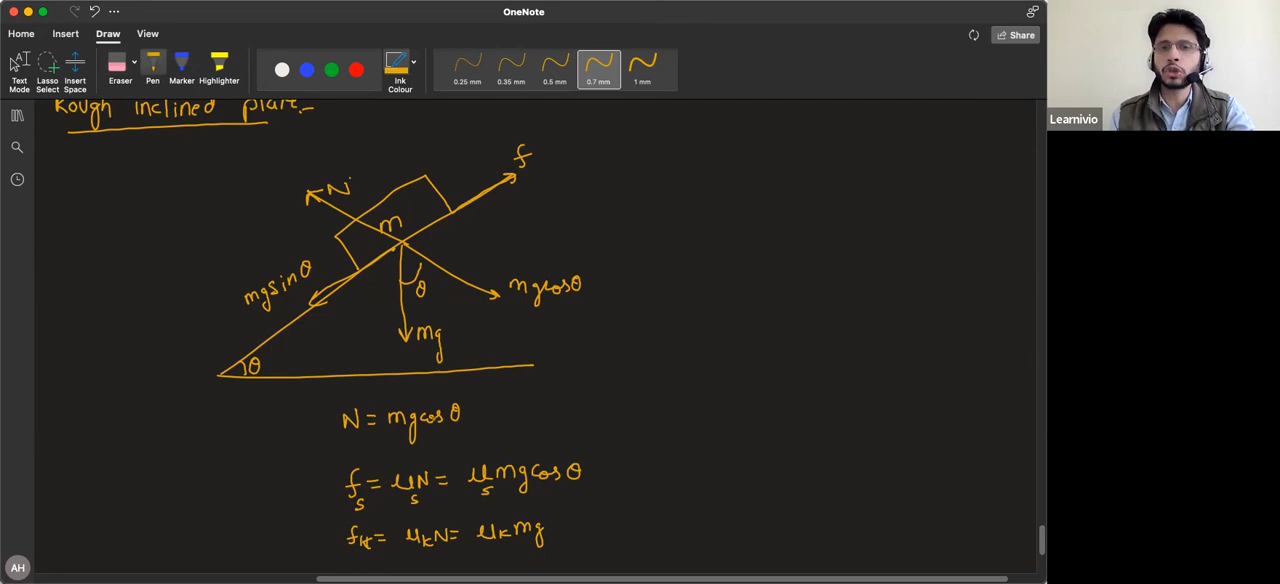 OneNote
Home Insert Draw View
Share
Text Mode
Lasso Select
Insert Space
Eraser
Pen
Marker
Highlighter
Ink Colour
0.25 mm
0.35 mm
0.5 mm
0.7 mm
1 mm
Learnivio
Rough inclined
f
N
m
mgsinθ
θ
mgcosθ
mg
θ
N = mgcosθ
fs = μsN = μsmgcosθ
fk = μkN = μkmg
AH